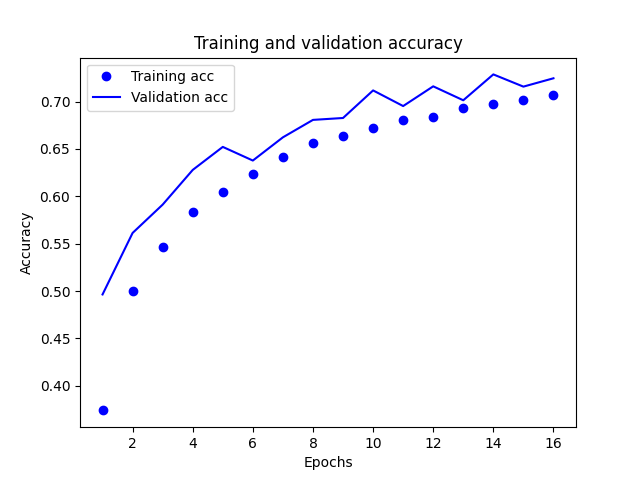 Training and validation accuracy
Training acc
Validation acc
0.70
0.65
0.60
0.55
0.50
0.45
0.40
Accuracy
2 4 6 8 10 12 14 16
Epochs